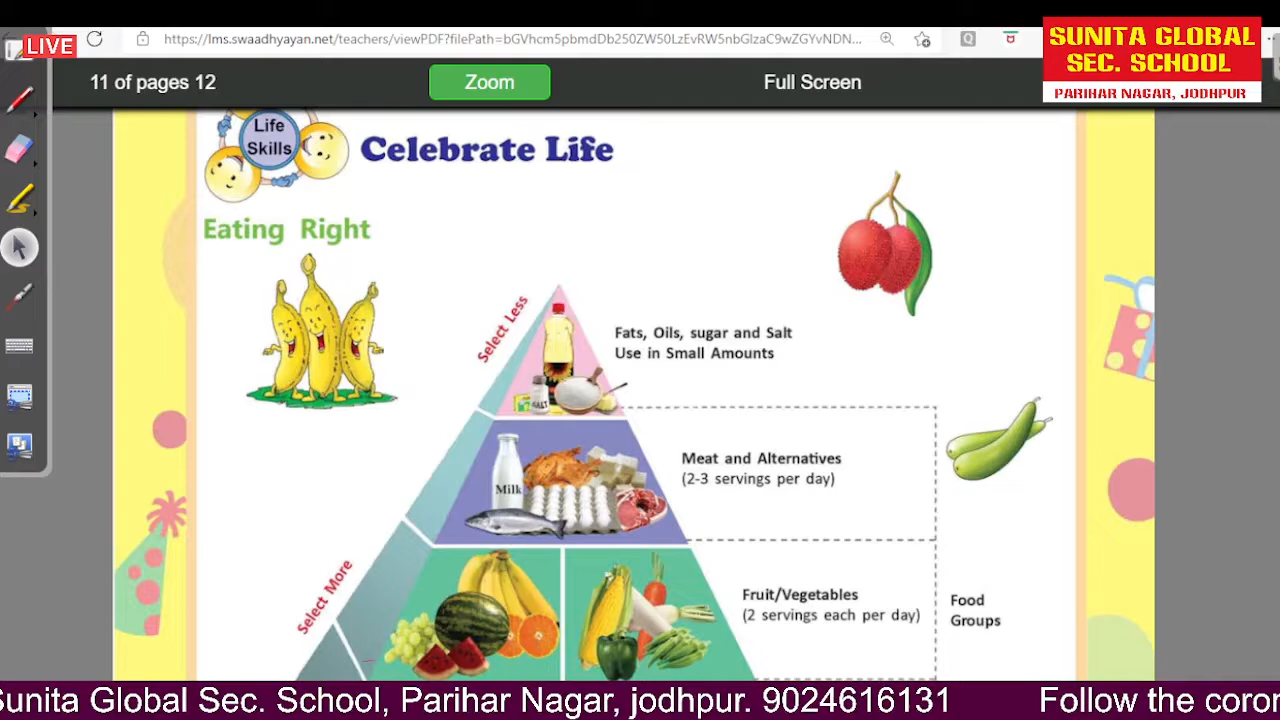 LIVE
https://lms.swaadhyayan.net/teachers/viewPDF?filePath=bGVhcm5pbmdDb250ZW50LzEvRW5nbGlzaC9wZGYvNDN...
SUNITA GLOBAL
SEC. SCHOOL
PARIHAR NAGAR, JODHPUR
11 of pages 12
Zoom
Full Screen
Life
Skills
Celebrate Life
Eating Right
Select Less
Fats, Oils, sugar and Salt
Use in Small Amounts
SALT
Meat and Alternatives
(2-3 servings per day)
Milk
Select More
Fruit/Vegetables
(2 servings each per day)
Food
Groups
Sunita Global Sec. School, Parihar Nagar, jodhpur. 9024616131 Follow the coror